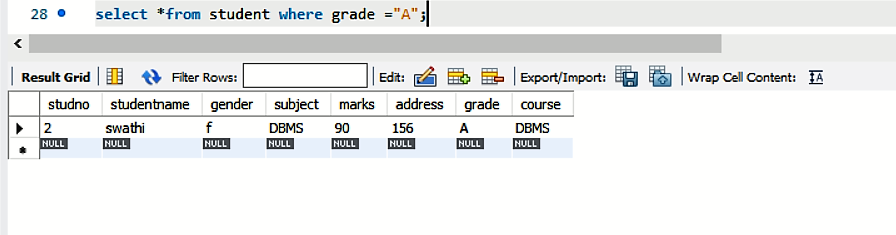 28 select *from student where grade ="A";
Result Grid Filter Rows: Edit: Export/Import: Wrap Cell Content: IA
studno studentname gender subject marks address grade course
2 swathi f DBMS 90 156 A DBMS
NULL NULL NULL NULL NULL NULL NULL NULL